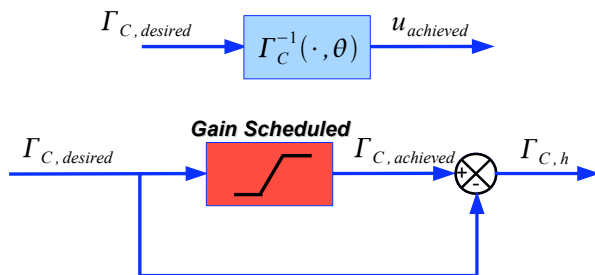 Γ_{C, desired}
Γ_C^{-1}(·,θ)
u_{achieved}
Gain Scheduled
Γ_{C, desired}
Γ_{C, achieved}
Γ_{C, h}
+
-